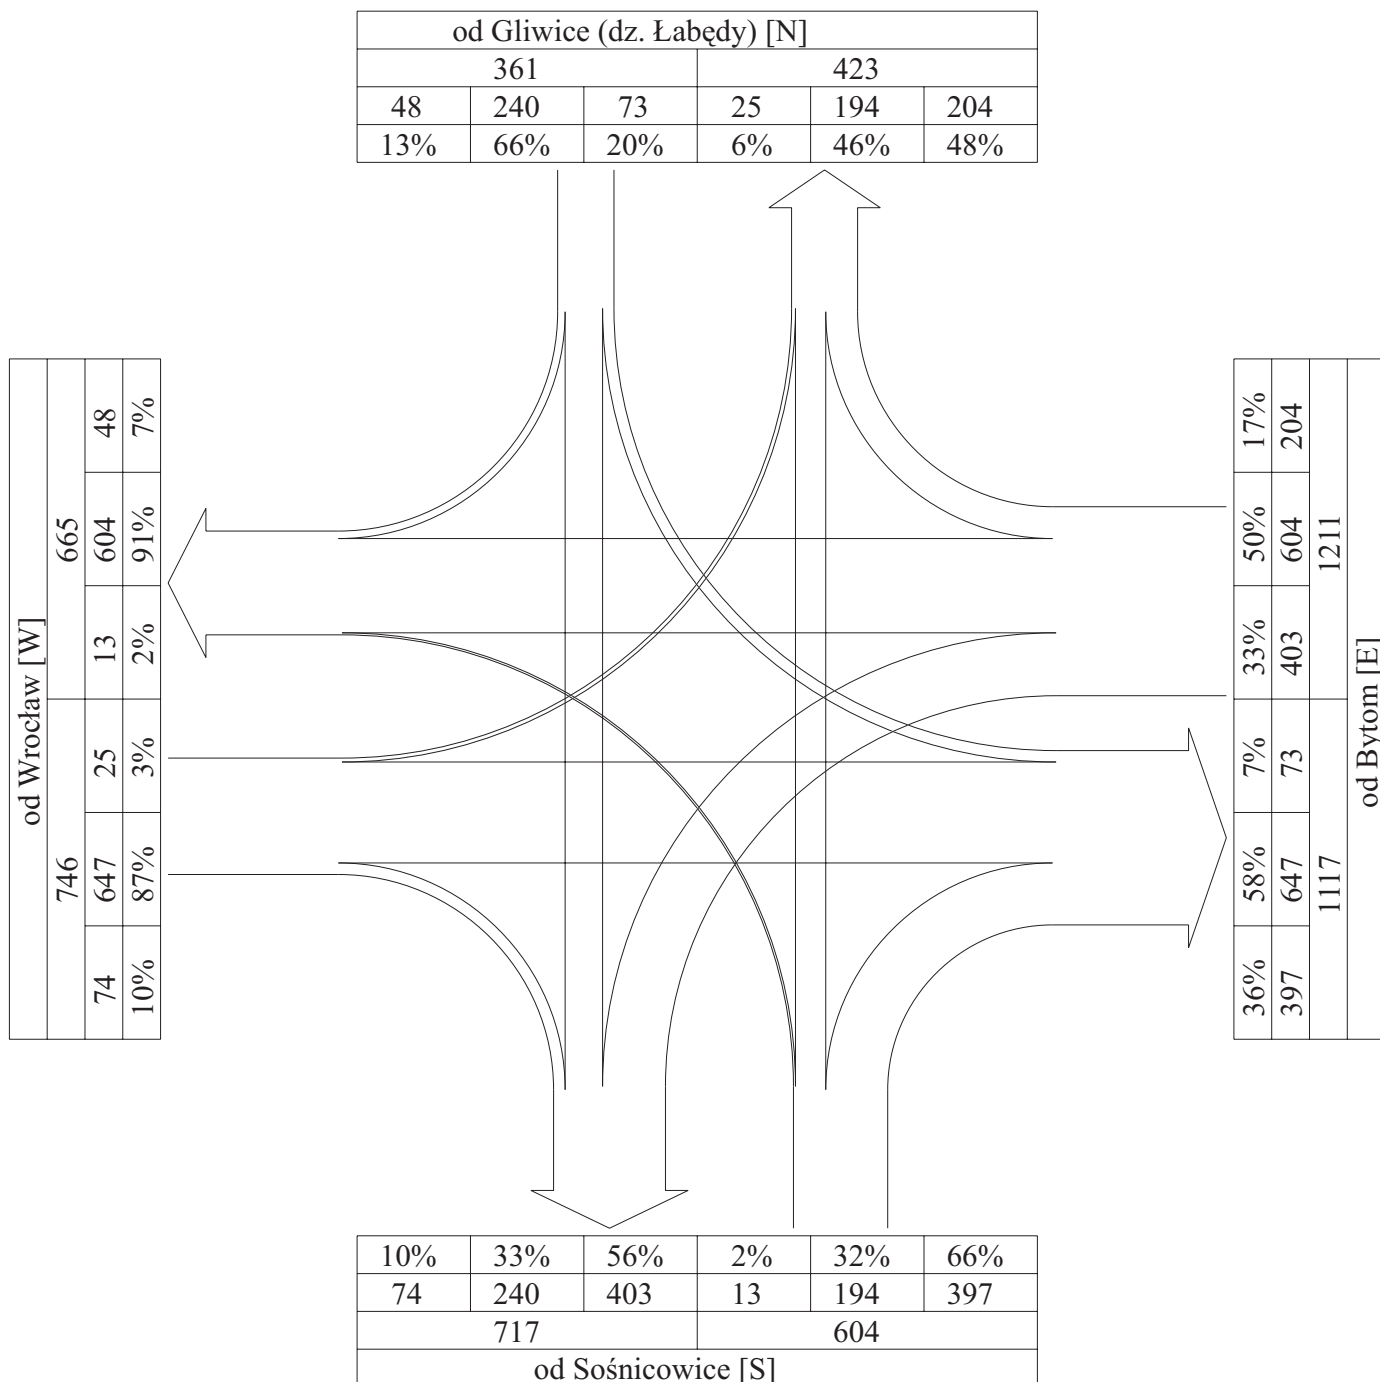 od Gliwice (dz. Łabędy) [N]
361 423
48 240 73 25 194 204
13% 66% 20% 6% 46% 48%
od Wrocław [W]
665 746
48 604 13 25 647 74
7% 91% 2% 3% 87% 10%
17% 50% 33% 7% 58% 36%
204 604 403 73 647 397
1211 1117
od Bytom [E]
10% 33% 56% 2% 32% 66%
74 240 403 13 194 397
717 604
od Sośnicowice [S]